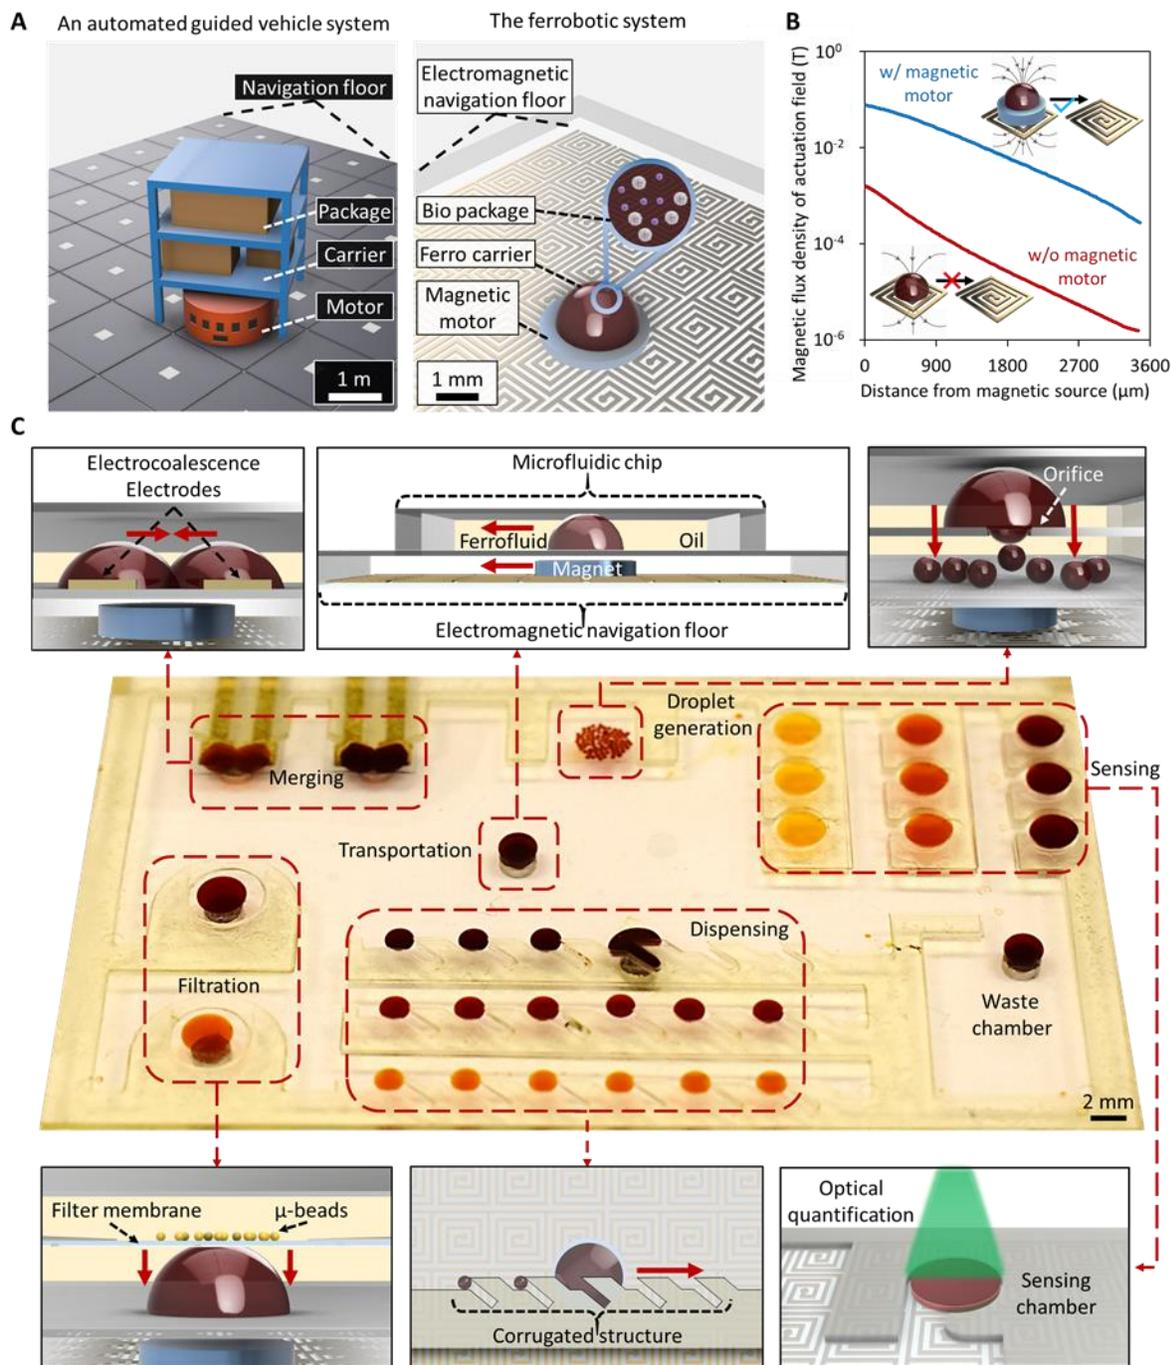 A
An automated guided vehicle system
The ferrobotic system
B
Navigation floor
Package
Carrier
Motor
1 m
Electromagnetic
navigation floor
Bio package
Ferro carrier
Magnetic
motor
1 mm
Magnetic flux density of actuation field (T)
10⁰
10⁻²
10⁻⁴
10⁻⁶
w/ magnetic
motor
w/o magnetic
motor
0
900
1800
2700
3600
Distance from magnetic source (μm)
C
Electrocoalescence
Electrodes
Microfluidic chip
Ferrofluid
Oil
Magnet
Electromagnetic navigation floor
Orifice
Merging
Droplet
generation
Sensing
Transportation
Dispensing
Filtration
Waste
chamber
2 mm
Filter membrane
μ-beads
Corrugated structure
Optical
quantification
Sensing
chamber